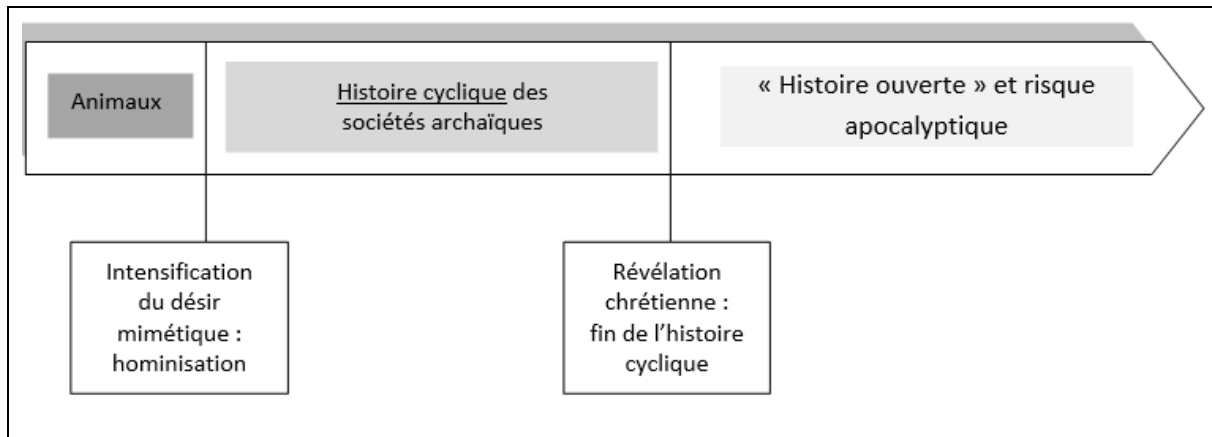 Animaux
Histoire cyclique des
sociétés archaïques
« Histoire ouverte » et risque
apocalyptique
Intensification
du désir
mimétique :
hominisation
Révélation
chrétienne :
fin de l’histoire
cyclique